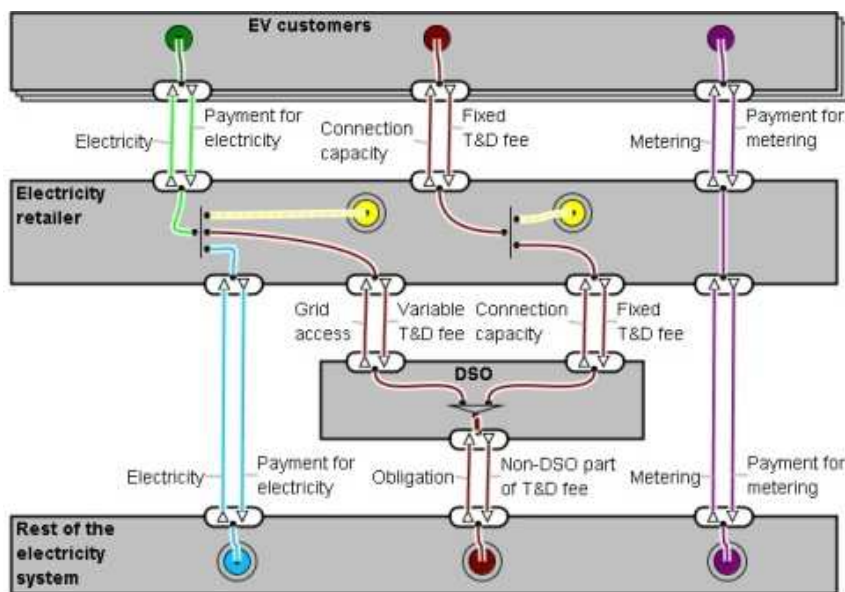 EV customers
Electricity
Payment for
electricity
Connection
capacity
Fixed
T&D fee
Metering
Payment for
metering
Electricity
retailer
Grid
access
Variable
T&D fee
Connection
capacity
Fixed
T&D fee
DSO
Electricity
Payment for
electricity
Obligation
Non-DSO part
of T&D fee
Metering
Payment for
metering
Rest of the
electricity
system